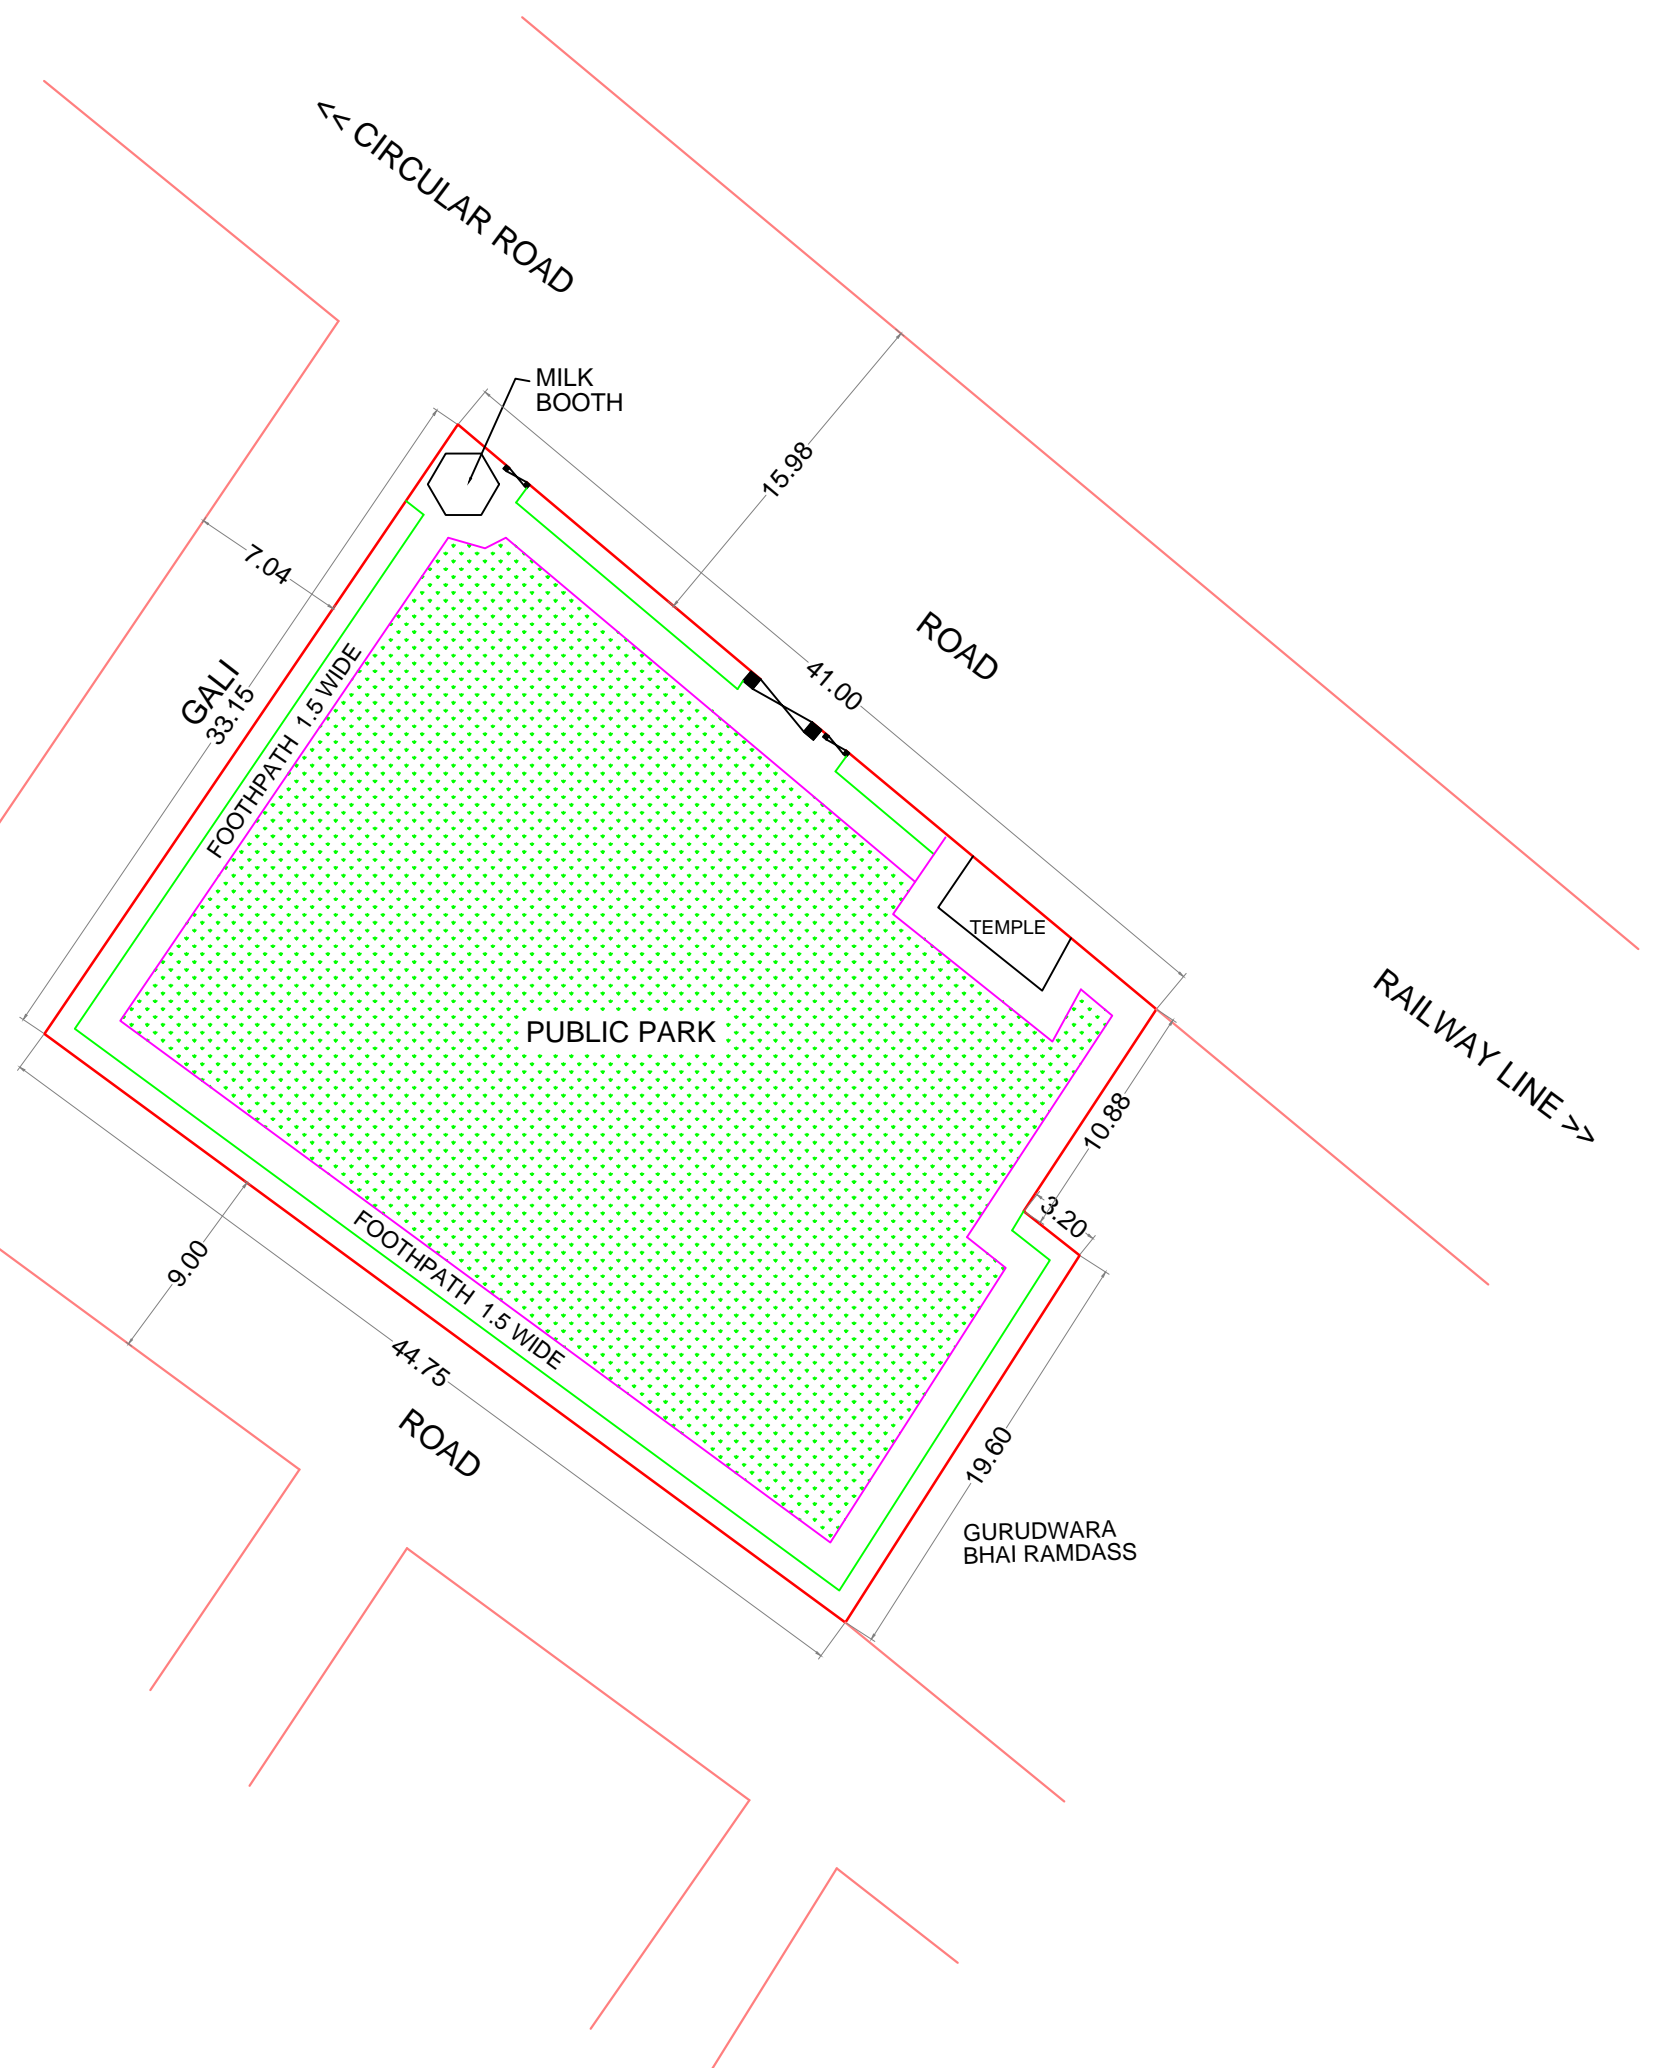 << CIRCULAR ROAD
MILK
BOOTH
15.98
7.04
ROAD
41.00
GALI
33.15
FOOTHPATH 1.5 WIDE
TEMPLE
PUBLIC PARK
RAILWAY LINE >>
10.88
3.20
9.00
FOOTHPATH 1.5 WIDE
44.75
ROAD
19.60
GURUDWARA
BHAI RAMDASS